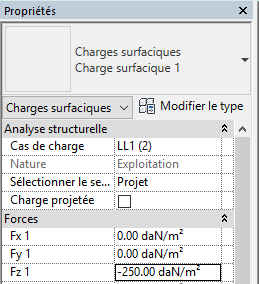 Propriétés
Charges surfaciques
Charge surfacique 1
Charges surfaciques
Modifier le type
Analyse structurelle
Cas de charge LL1 (2)
Nature Exploitation
Sélectionner le se... Projet
Charge projetée
Forces
Fx 1 0.00 daN/m²
Fy 1 0.00 daN/m²
Fz 1 -250.00 daN/m²